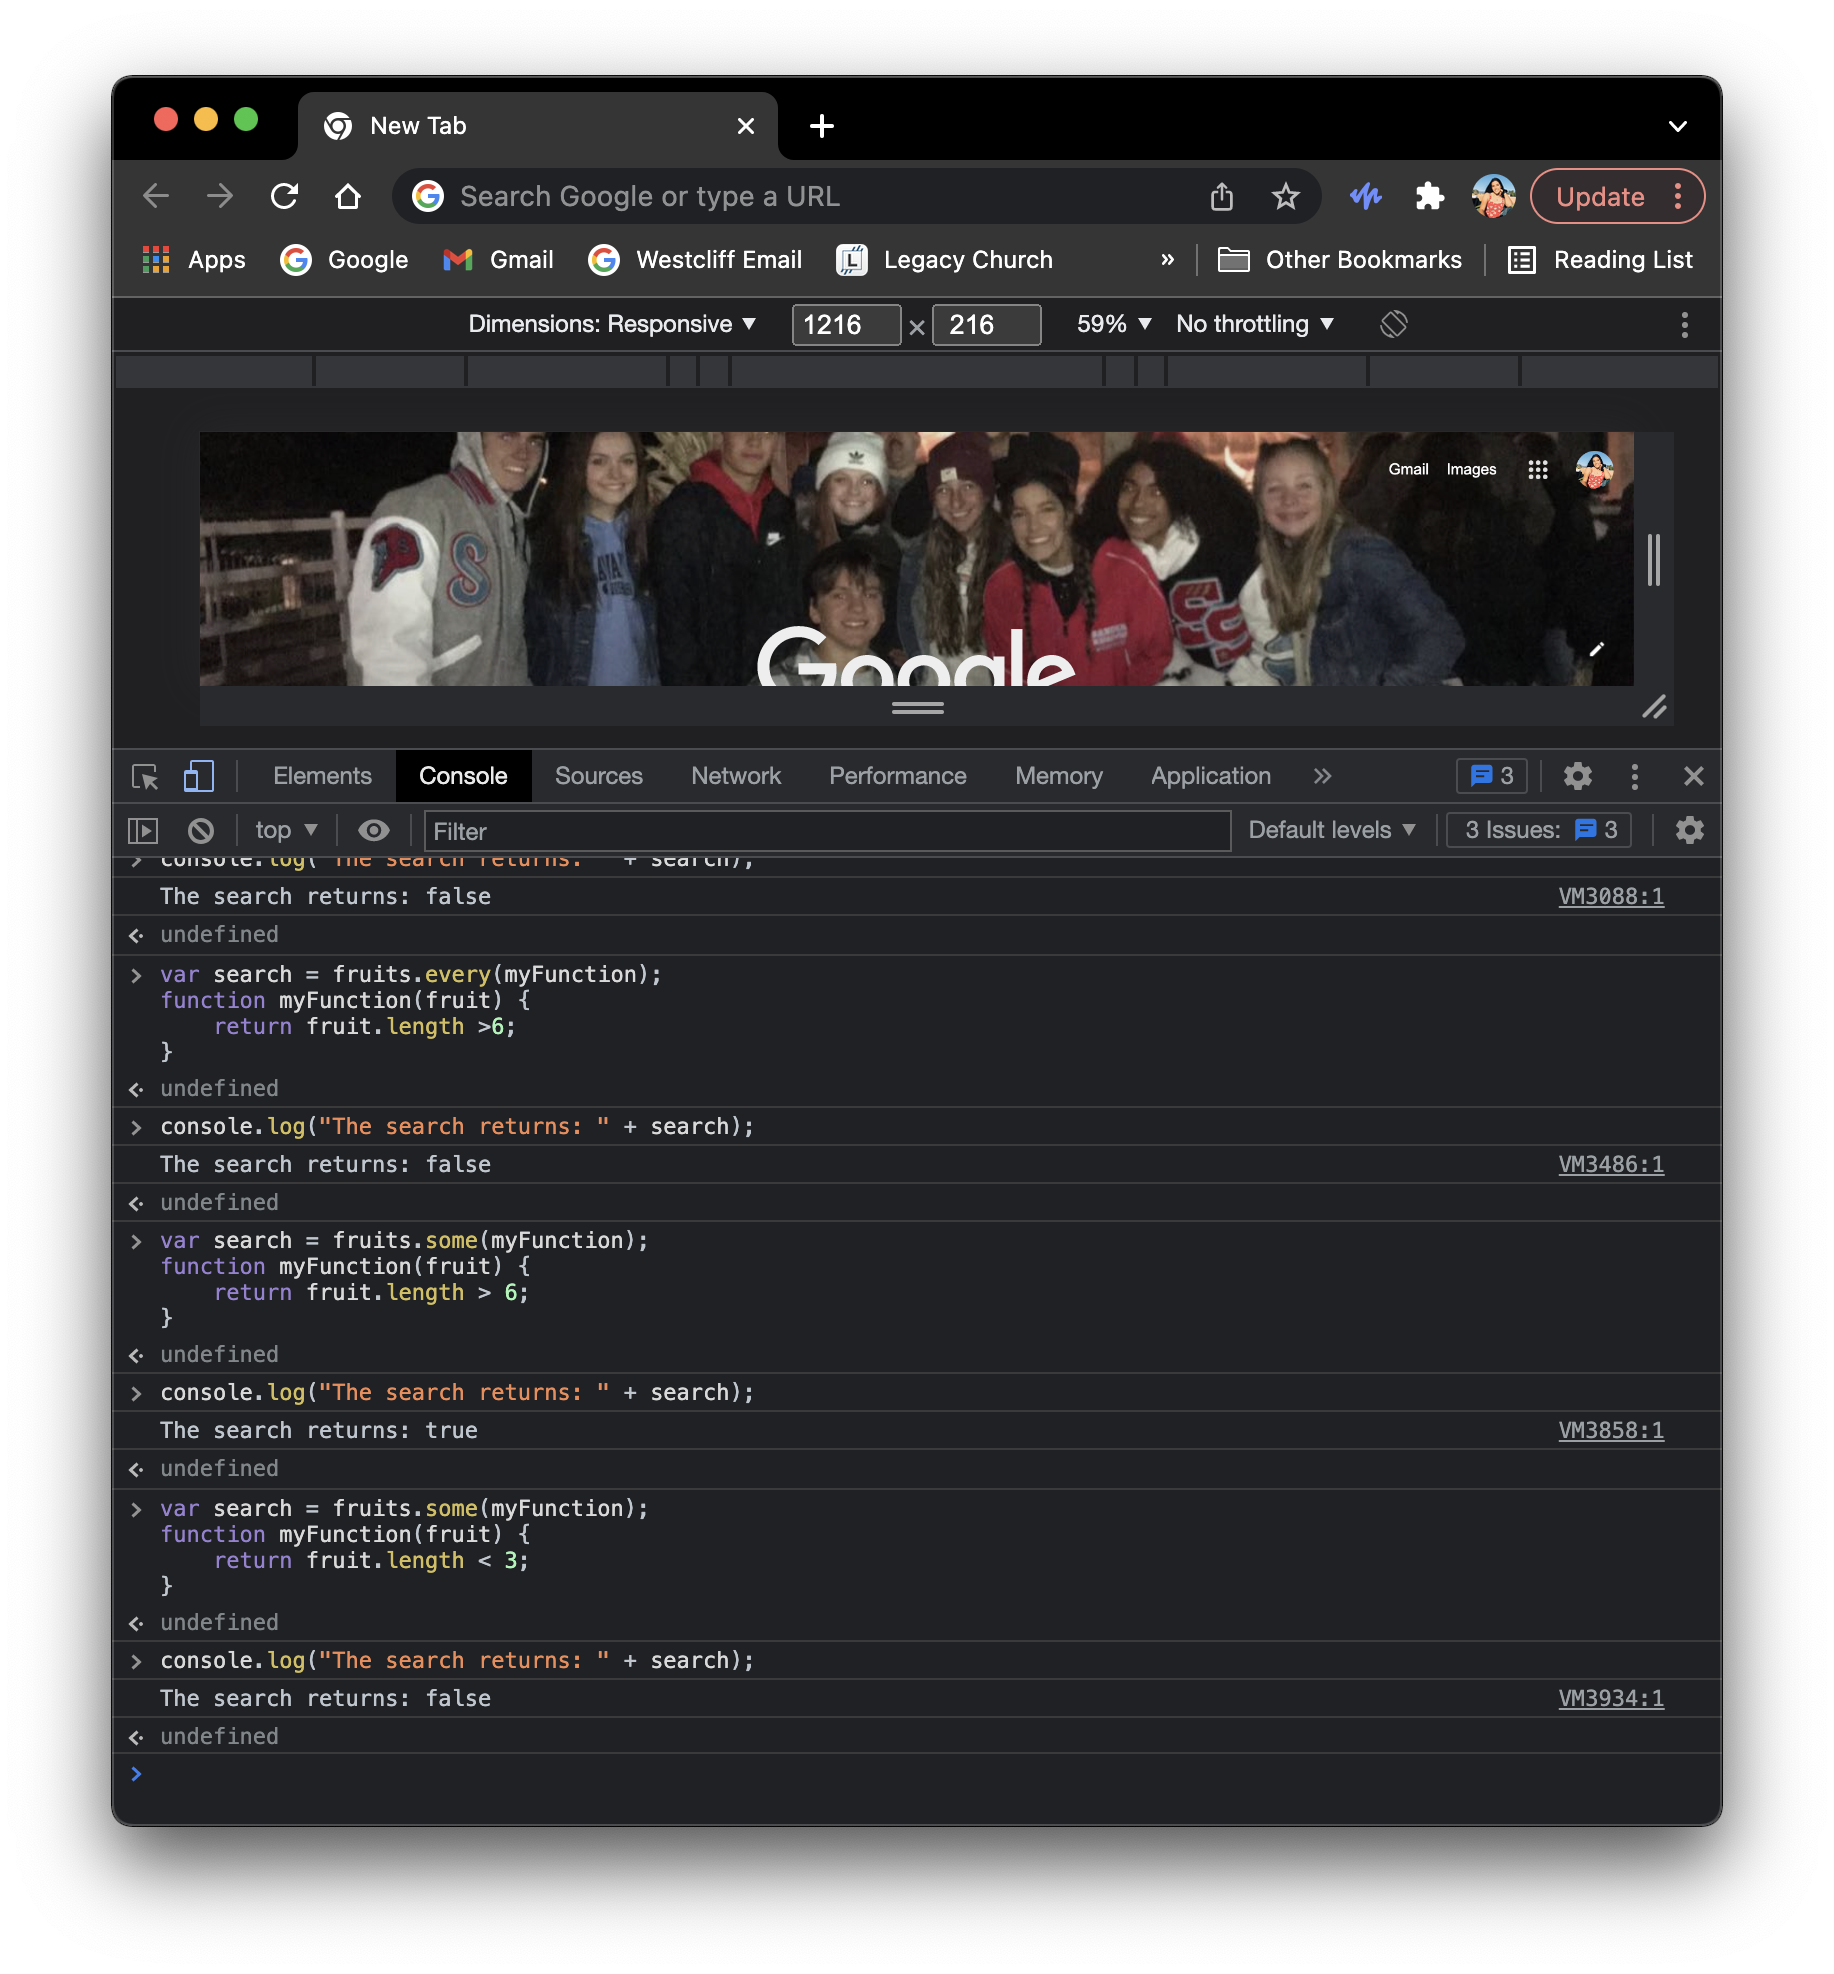 New Tab
Search Google or type a URL
Update
Apps Google Gmail Westcliff Email L Legacy Church » Other Bookmarks Reading List
Dimensions: Responsive 1216 × 216 59% No throttling
Gmail Images
S S
Google
Elements Console Sources Network Performance Memory Application » 3
top Filter Default levels 3 Issues: 3
> console.log("The search returns: " + search);
The search returns: false VM3088:1
undefined
> var search = fruits.every(myFunction);
function myFunction(fruit) {
    return fruit.length >6;
}
undefined
> console.log("The search returns: " + search);
The search returns: false VM3486:1
undefined
> var search = fruits.some(myFunction);
function myFunction(fruit) {
    return fruit.length > 6;
}
undefined
> console.log("The search returns: " + search);
The search returns: true VM3858:1
undefined
> var search = fruits.some(myFunction);
function myFunction(fruit) {
    return fruit.length < 3;
}
undefined
> console.log("The search returns: " + search);
The search returns: false VM3934:1
undefined
>